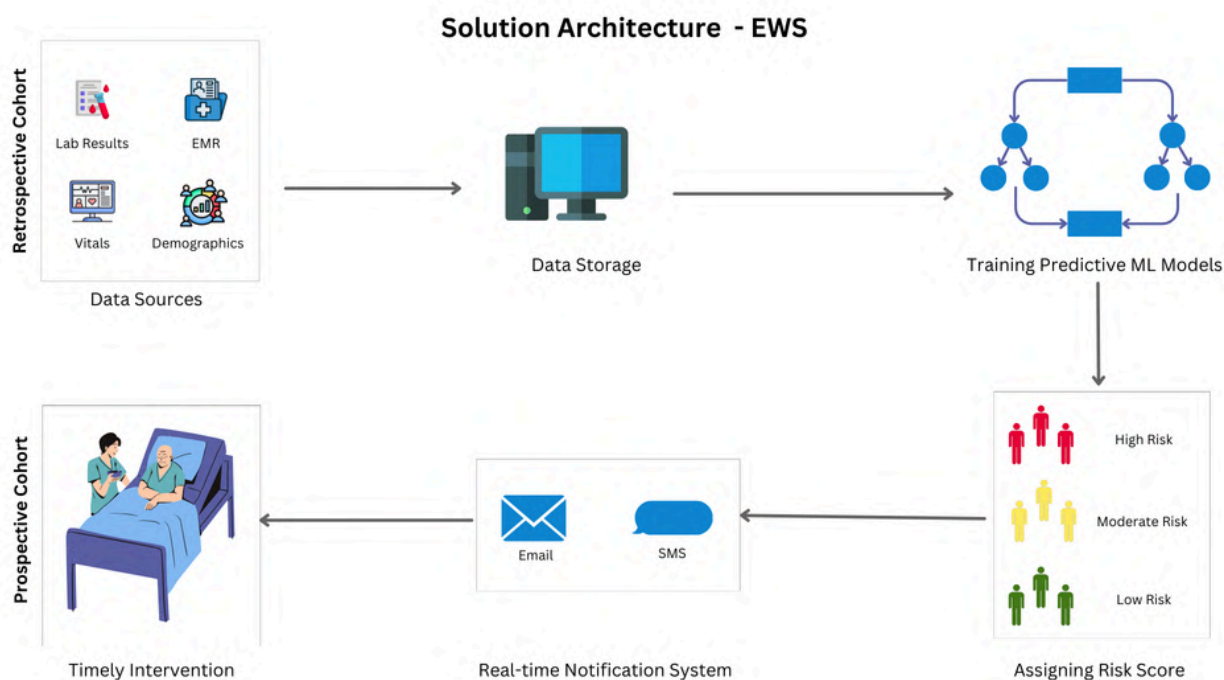 Solution Architecture - EWS
Retrospective Cohort
Lab Results
EMR
Vitals
Demographics
Data Sources
Data Storage
Training Predictive ML Models
Prospective Cohort
High Risk
Moderate Risk
Low Risk
Email
SMS
Timely Intervention
Real-time Notification System
Assigning Risk Score